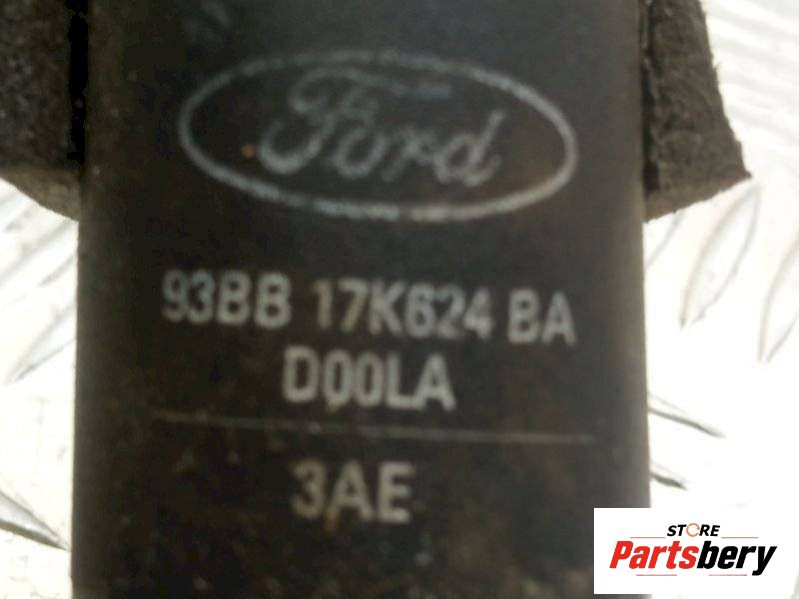 Ford
93BB 17K624 BA
D00LA
3AE
STORE
Partsbery